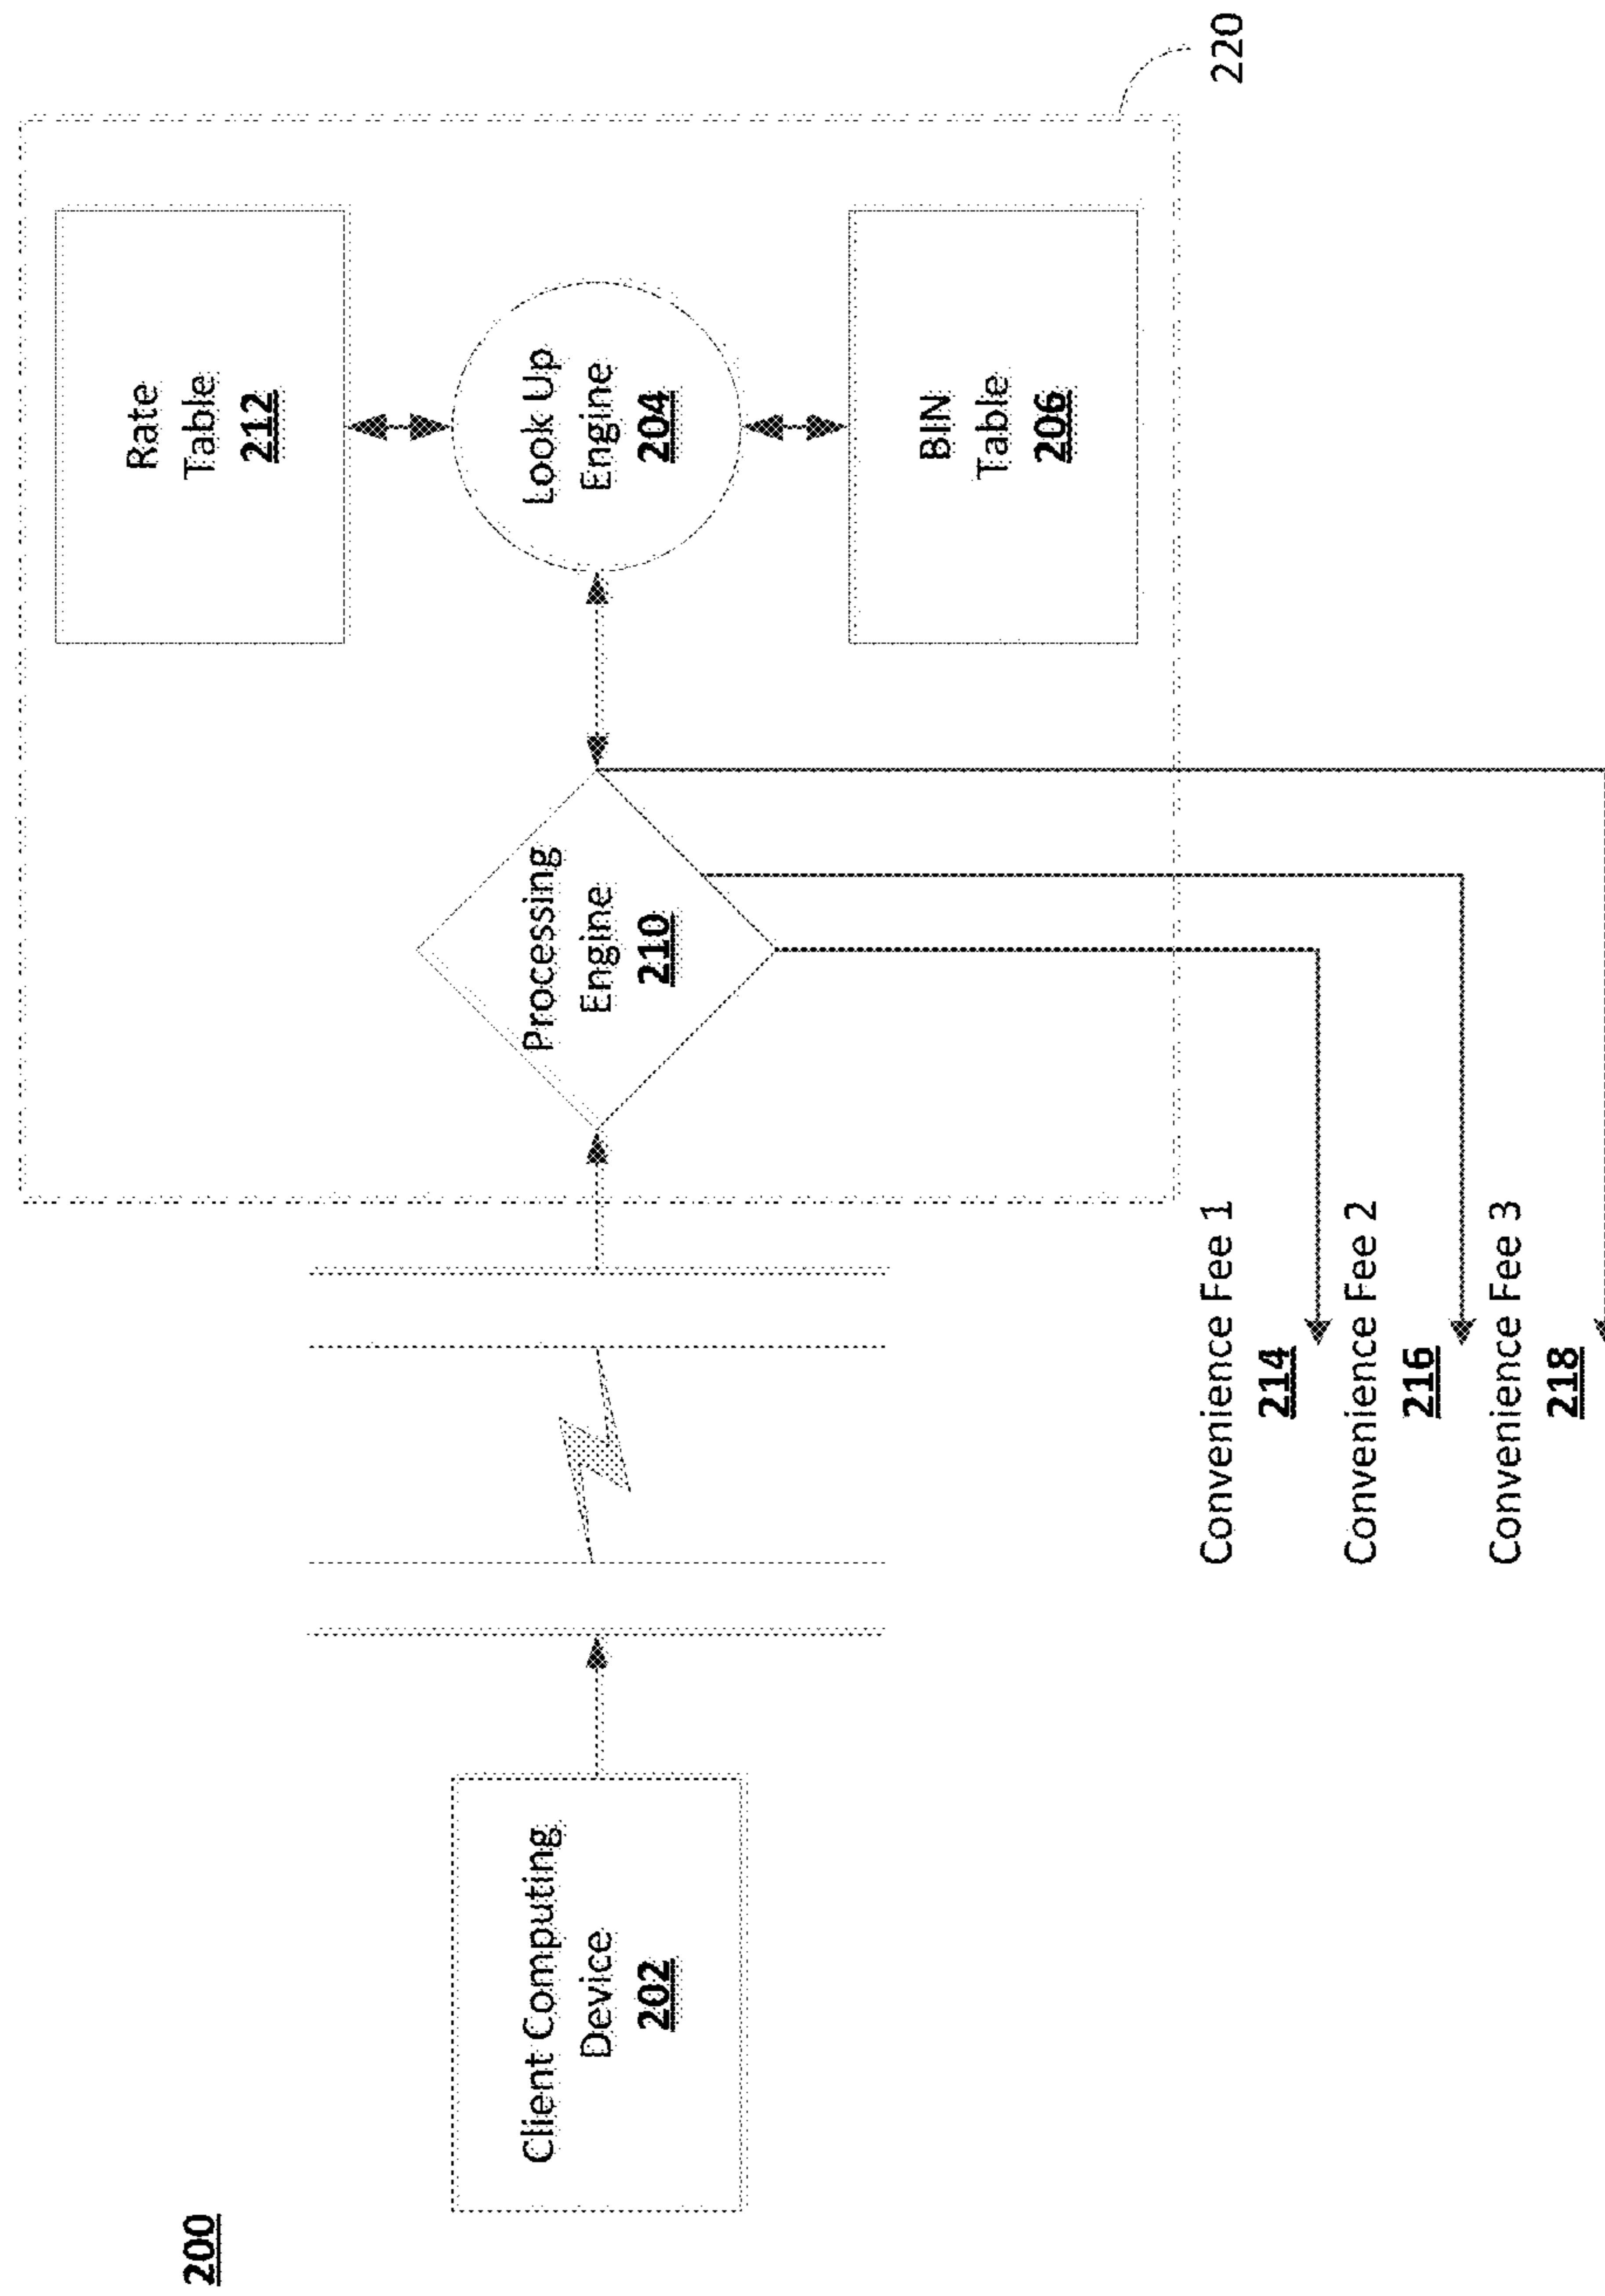 200
Client Computing
Device
202
Processing
Engine
210
Look Up
Engine
204
Rate
Table
212
BIN
Table
206
220
Convenience Fee 1
214
Convenience Fee 2
216
Convenience Fee 3
218